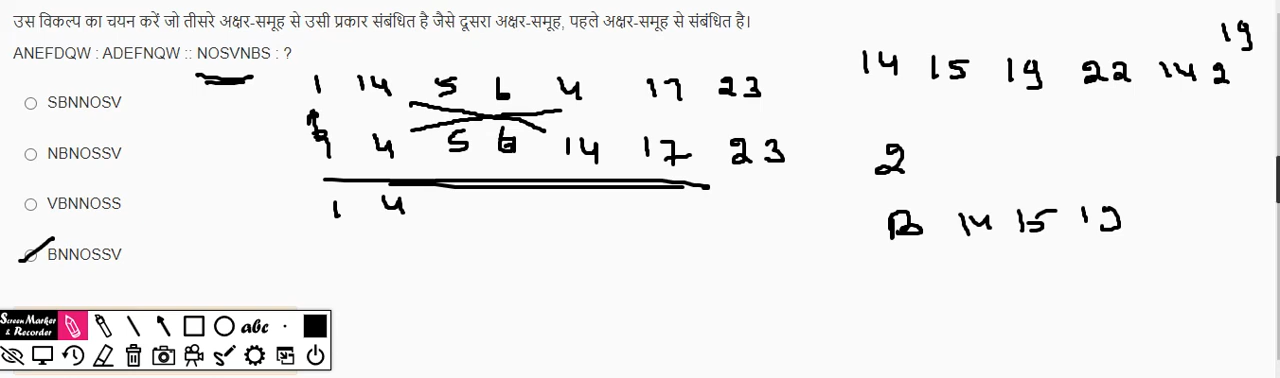 उस विकल्प का चयन करें जो तीसरे अक्षर-समूह से उसी प्रकार संबंधित है जैसे दूसरा अक्षर-समूह, पहले अक्षर-समूह से संबंधित है।
ANEFDQW : ADEFNQW :: NOSVNBS : ?
19
14 15 19 22 14 2
1 14 5 6 4 17 23
SBNNOSV
4 5 6 14 17 23
NBNOSSV
2
VBNNOSS
1 4
B 14 15 19
BNNOSSV
Screen Marker
& Recorder
abc